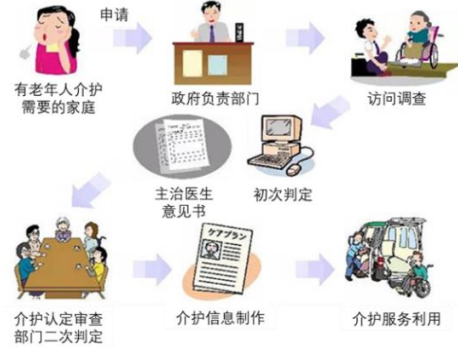 申请
有老年人介护
需要的家庭
政府负责部门
访问调查
主治医生
意见书
初次判定
ケアプラン
介护认定审查
部门二次判定
介护信息制作
介护服务利用